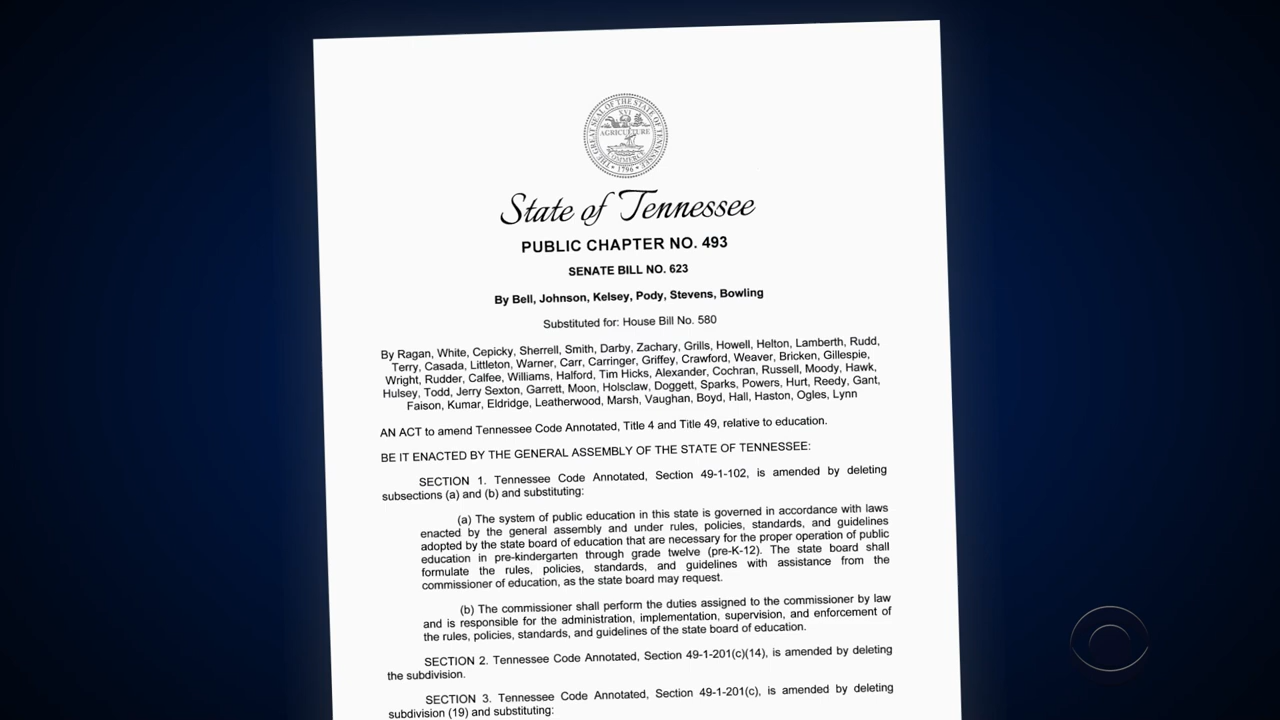 THE GREAT SEAL OF THE STATE OF TENNESSEE
XVI
AGRICULTURE
COMMERCE
1796
State of Tennessee
PUBLIC CHAPTER NO. 493
SENATE BILL NO. 623
By Bell, Johnson, Kelsey, Pody, Stevens, Bowling
Substituted for: House Bill No. 580
By Ragan, White, Cepicky, Sherrell, Smith, Darby, Zachary, Grills, Howell, Helton, Lamberth, Rudd,
Terry, Casada, Littleton, Warner, Carr, Carringer, Griffey, Crawford, Weaver, Bricken, Gillespie,
Wright, Rudder, Calfee, Williams, Halford, Tim Hicks, Alexander, Cochran, Russell, Moody, Hawk,
Hulsey, Todd, Jerry Sexton, Garrett, Moon, Holsclaw, Doggett, Sparks, Powers, Hurt, Reedy, Gant,
Faison, Kumar, Eldridge, Leatherwood, Marsh, Vaughan, Boyd, Hall, Haston, Ogles, Lynn
AN ACT to amend Tennessee Code Annotated, Title 4 and Title 49, relative to education.
BE IT ENACTED BY THE GENERAL ASSEMBLY OF THE STATE OF TENNESSEE:
SECTION 1. Tennessee Code Annotated, Section 49-1-102, is amended by deleting
subsections (a) and (b) and substituting:
(a) The system of public education in this state is governed in accordance with laws
enacted by the general assembly and under rules, policies, standards, and guidelines
adopted by the state board of education that are necessary for the proper operation of public
education in pre-kindergarten through grade twelve (pre-K-12). The state board shall
formulate the rules, policies, standards, and guidelines with assistance from the
commissioner of education, as the state board may request.
(b) The commissioner shall perform the duties assigned to the commissioner by law
and is responsible for the administration, implementation, supervision, and enforcement of
the rules, policies, standards, and guidelines of the state board of education.
SECTION 2. Tennessee Code Annotated, Section 49-1-201(c)(14), is amended by deleting
the subdivision.
SECTION 3. Tennessee Code Annotated, Section 49-1-201(c), is amended by deleting
subdivision (19) and substituting: